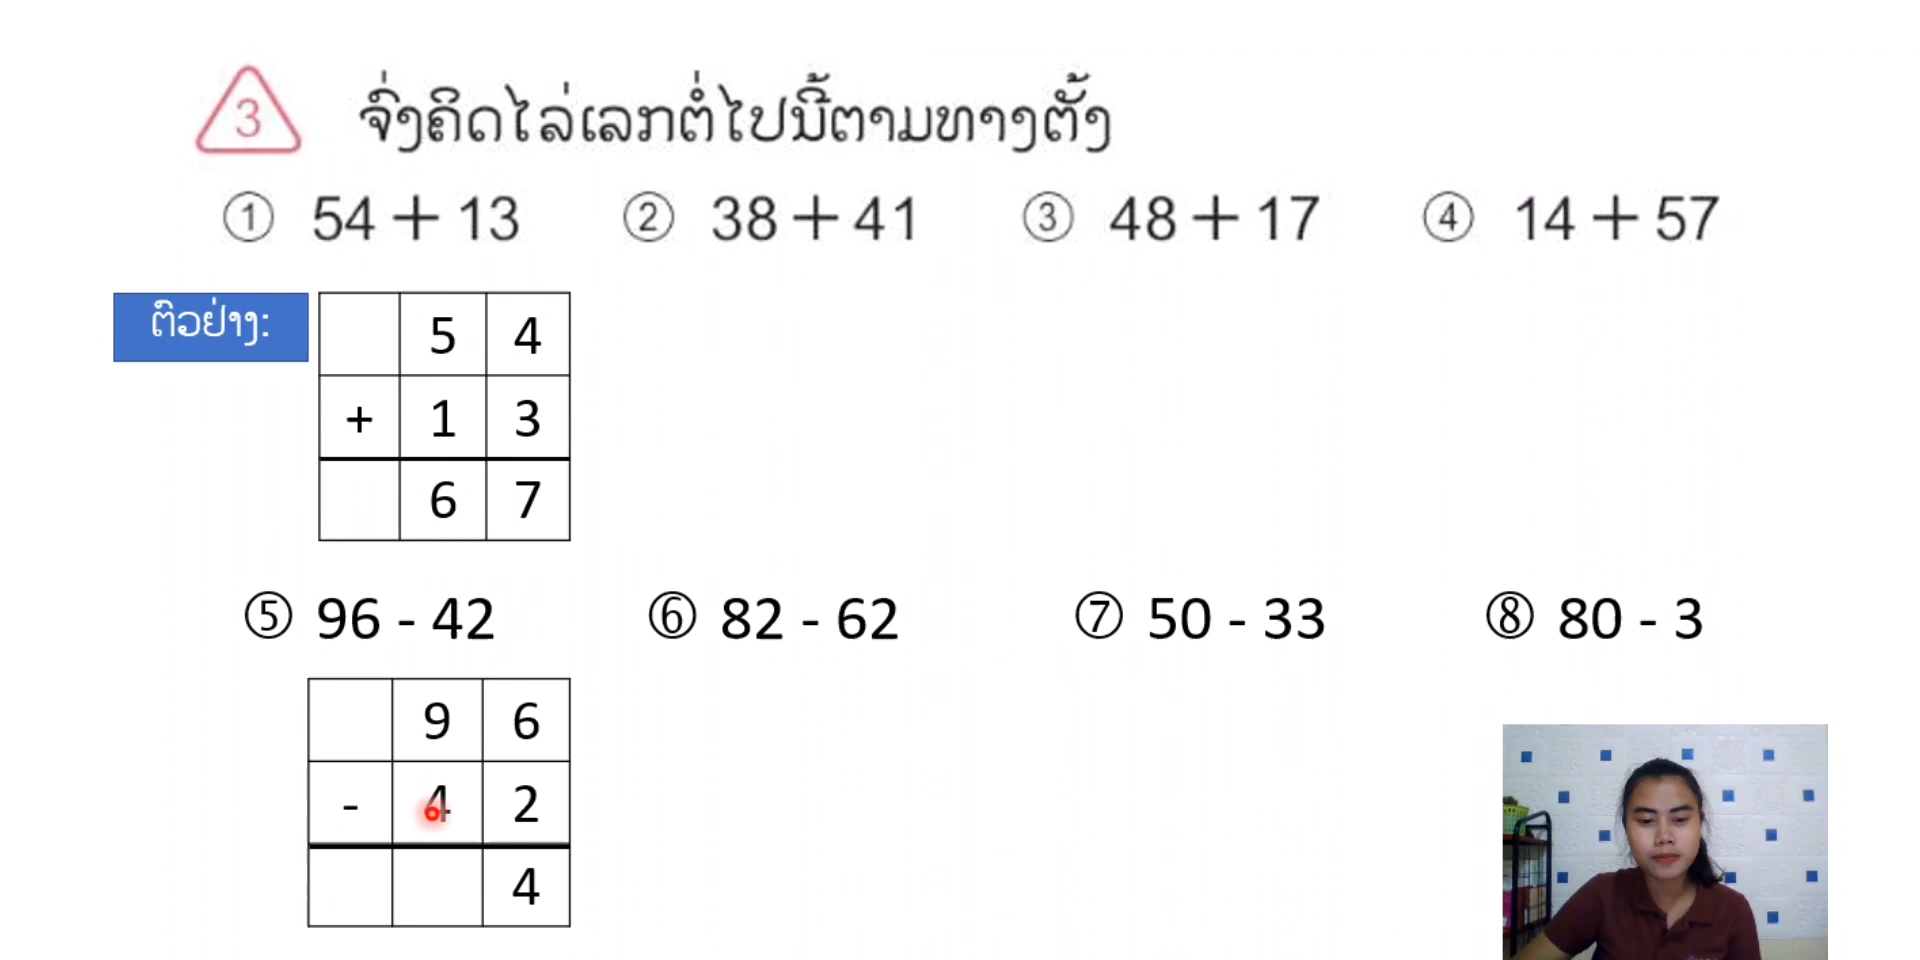 3 ຈົ່ງຄິດໄລ່ເລກຕໍ່ໄປນີ້ຕາມທາງຕັ້ງ
① 54 + 13 ② 38 + 41 ③ 48 + 17 ④ 14 + 57
ຕົວຢ່າງ:
5 4
+ 1 3
6 7
⑤ 96 - 42 ⑥ 82 - 62 ⑦ 50 - 33 ⑧ 80 - 3
9 6
- 4 2
4